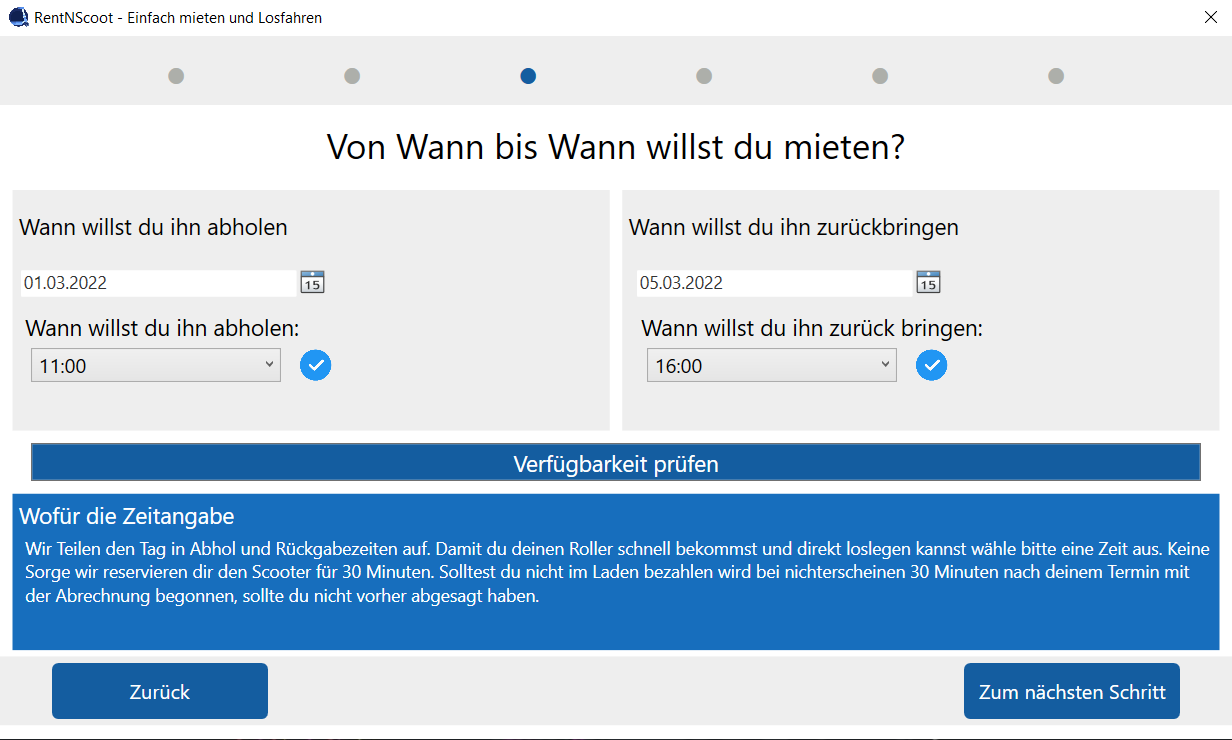 RentNScoot - Einfach mieten und Losfahren
Von Wann bis Wann willst du mieten?
Wann willst du ihn abholen
01.03.2022
15
Wann willst du ihn abholen:
11:00
Wann willst du ihn zurückbringen
05.03.2022
15
Wann willst du ihn zurück bringen:
16:00
Verfügbarkeit prüfen
Wofür die Zeitangabe
Wir Teilen den Tag in Abhol und Rückgabezeiten auf. Damit du deinen Roller schnell bekommst und direkt loslegen kannst wähle bitte eine Zeit aus. Keine
Sorge wir reservieren dir den Scooter für 30 Minuten. Solltest du nicht im Laden bezahlen wird bei nichterscheinen 30 Minuten nach deinem Termin mit
der Abrechnung begonnen, sollte du nicht vorher abgesagt haben.
Zurück
Zum nächsten Schritt